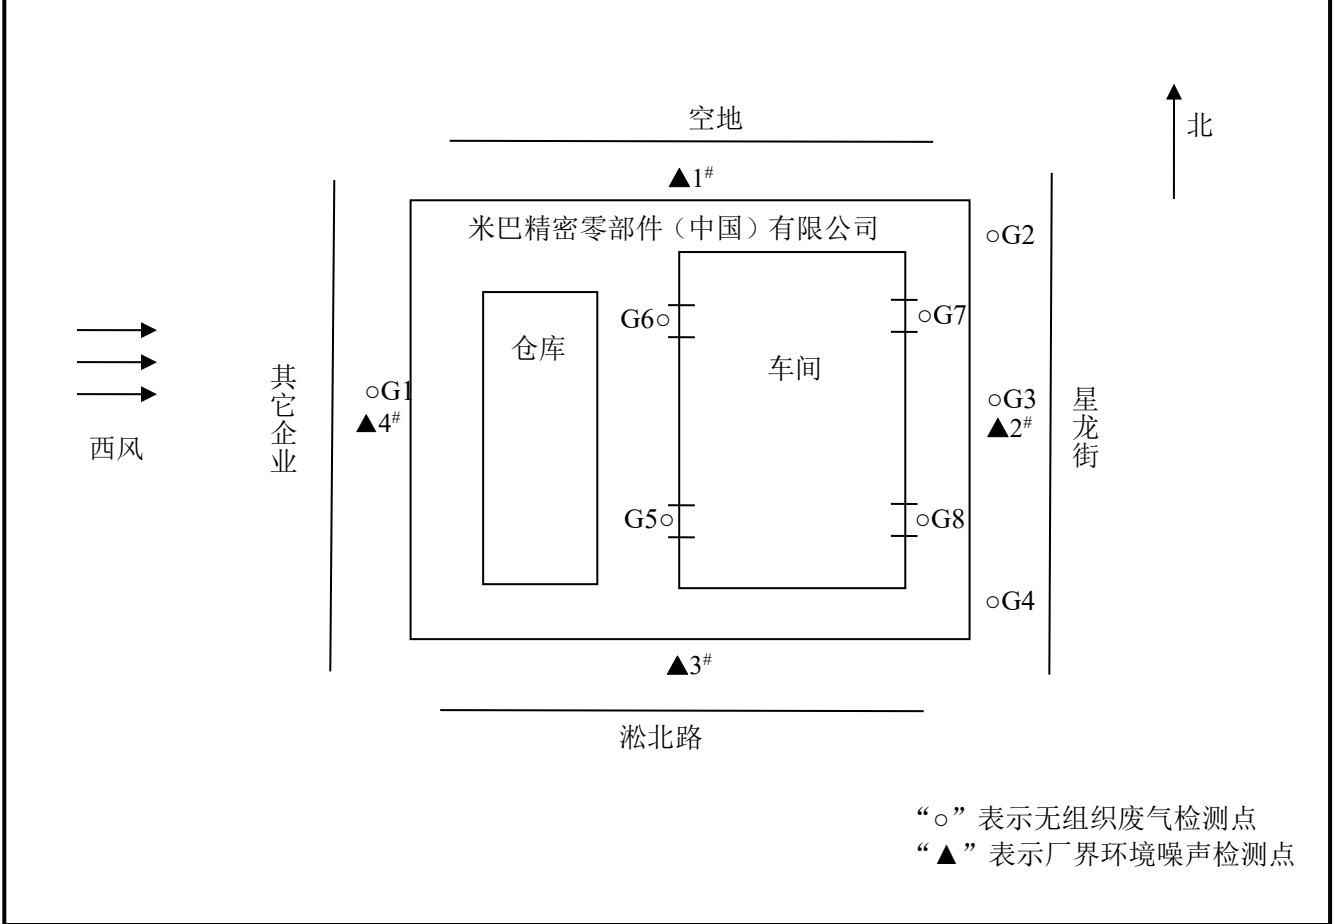 空地
北
▲1#
米巴精密零部件（中国）有限公司
○G2
G6○
○G7
仓库
车间
其它企业
○G1
▲4#
西风
○G3
▲2#
星龙街
G5○
○G8
○G4
▲3#
淞北路
“○”表示无组织废气检测点
“▲”表示厂界环境噪声检测点